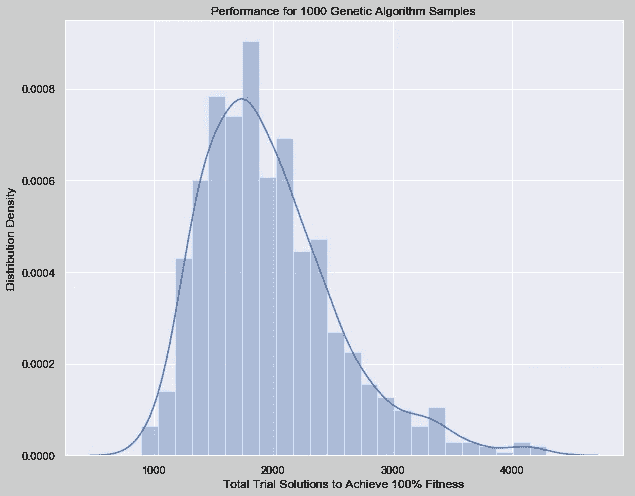 Performance for 1000 Genetic Algorithm Samples
0.0008
0.0006
0.0004
0.0002
0.0000
Distribution Density
1000 2000 3000 4000
Total Trial Solutions to Achieve 100% Fitness